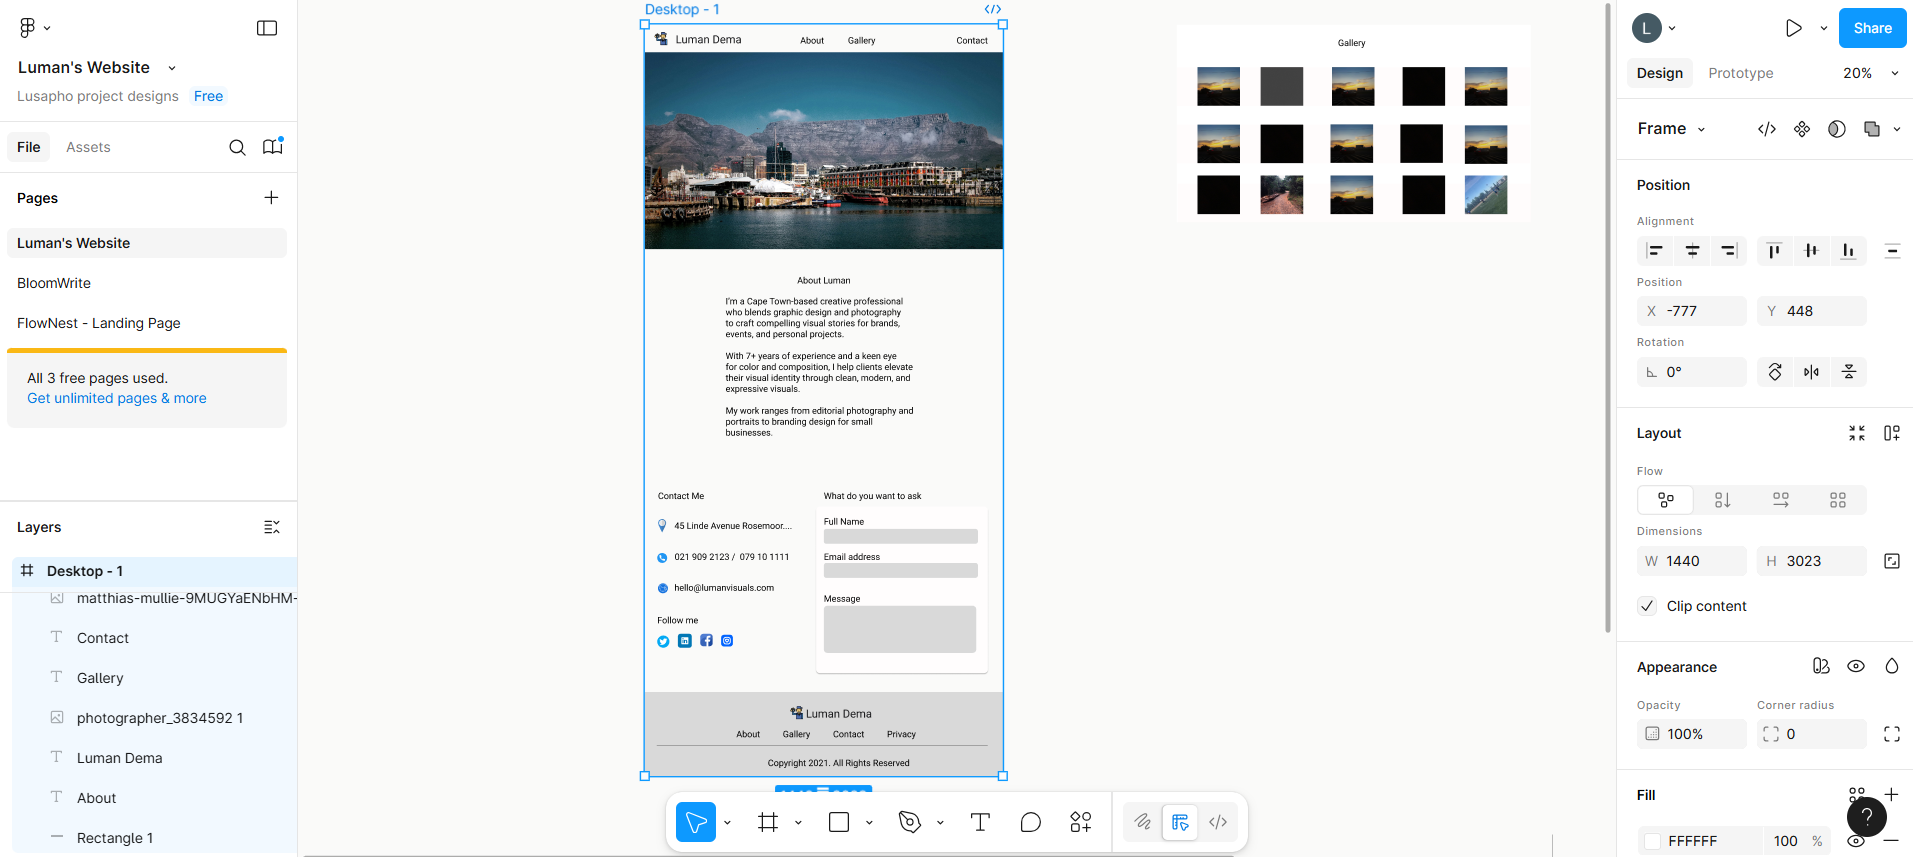 Luman's Website
Lusapho project designs Free
File Assets
Pages
Luman's Website
BloomWrite
FlowNest - Landing Page
All 3 free pages used.
Get unlimited pages & more
Layers
Desktop - 1
matthias-mullie-9MUGYaENbHM-
Contact
Gallery
photographer_3834592 1
Luman Dema
About
Rectangle 1
Desktop - 1
Luman Dema About Gallery Contact
About Luman
I'm a Cape Town-based creative professional
who blends graphic design and photography
to craft compelling visual stories for brands,
events, and personal projects.
With 7+ years of experience and a keen eye
for color and composition, I help clients elevate
their visual identity through clean, modern, and
expressive visuals.
My work ranges from editorial photography and
portraits to branding design for small
businesses.
Contact Me
45 Linde Avenue Rosemoor....
021 909 2123 / 079 10 1111
hello@lumanvisuals.com
Follow me
What do you want to ask
Full Name
Email address
Message
Luman Dema
About Gallery Contact Privacy
Copyright 2021. All Rights Reserved
Gallery
L
Share
Design Prototype 20%
Frame
Position
Alignment
Position
X -777 Y 448
Rotation
0°
Layout
Flow
Dimensions
W 1440 H 3023
Clip content
Appearance
Opacity Corner radius
100% 0
Fill
FFFFFF 100 %
?